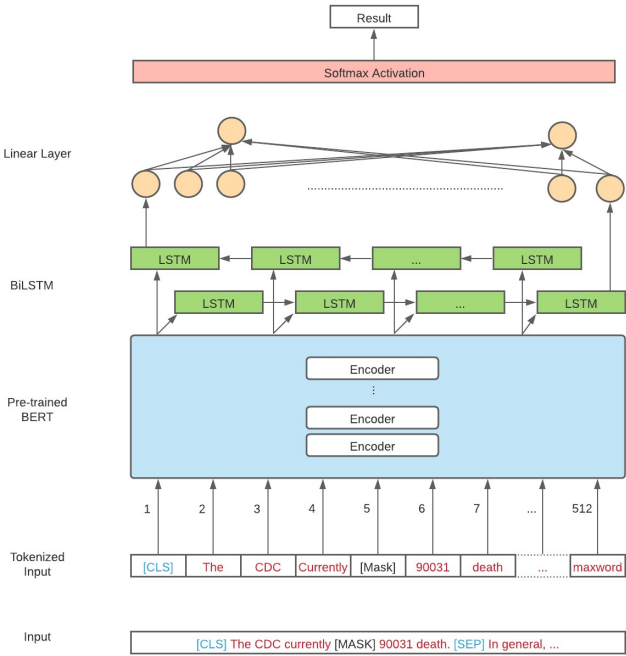 Result
Softmax Activation
Linear Layer
BiLSTM
LSTM LSTM ... LSTM
LSTM LSTM ... LSTM
Pre-trained
BERT
Encoder
⋮
Encoder
Encoder
1 2 3 4 5 6 7 ... 512
Tokenized
Input
[CLS] The CDC Currently [Mask] 90031 death ... maxword
Input
[CLS] The CDC currently [MASK] 90031 death. [SEP] In general, ...